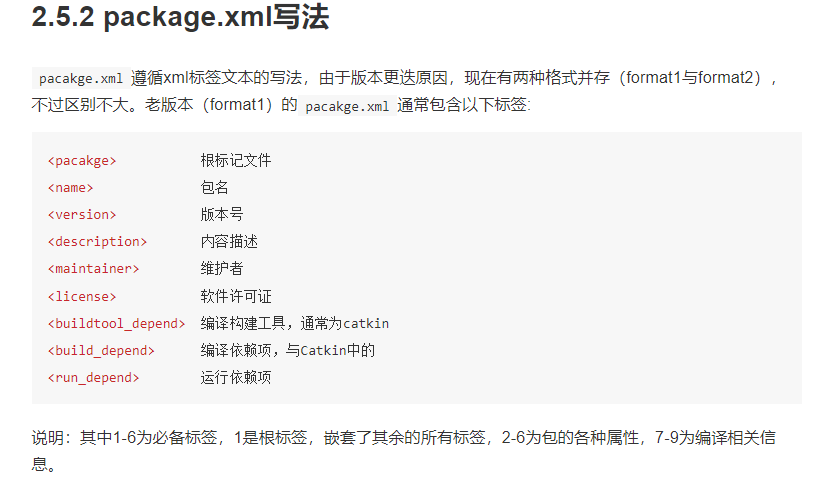 2.5.2 package.xml写法
pacakge.xml 遵循xml标签文本的写法，由于版本更迭原因，现在有两种格式并存（format1与format2），
不过区别不大。老版本（format1）的 pacakge.xml 通常包含以下标签:
<pacakge> 根标记文件
<name> 包名
<version> 版本号
<description> 内容描述
<maintainer> 维护者
<license> 软件许可证
<buildtool_depend> 编译构建工具，通常为catkin
<build_depend> 编译依赖项，与Catkin中的
<run_depend> 运行依赖项
说明：其中1-6为必备标签，1是根标签，嵌套了其余的所有标签，2-6为包的各种属性，7-9为编译相关信
息。